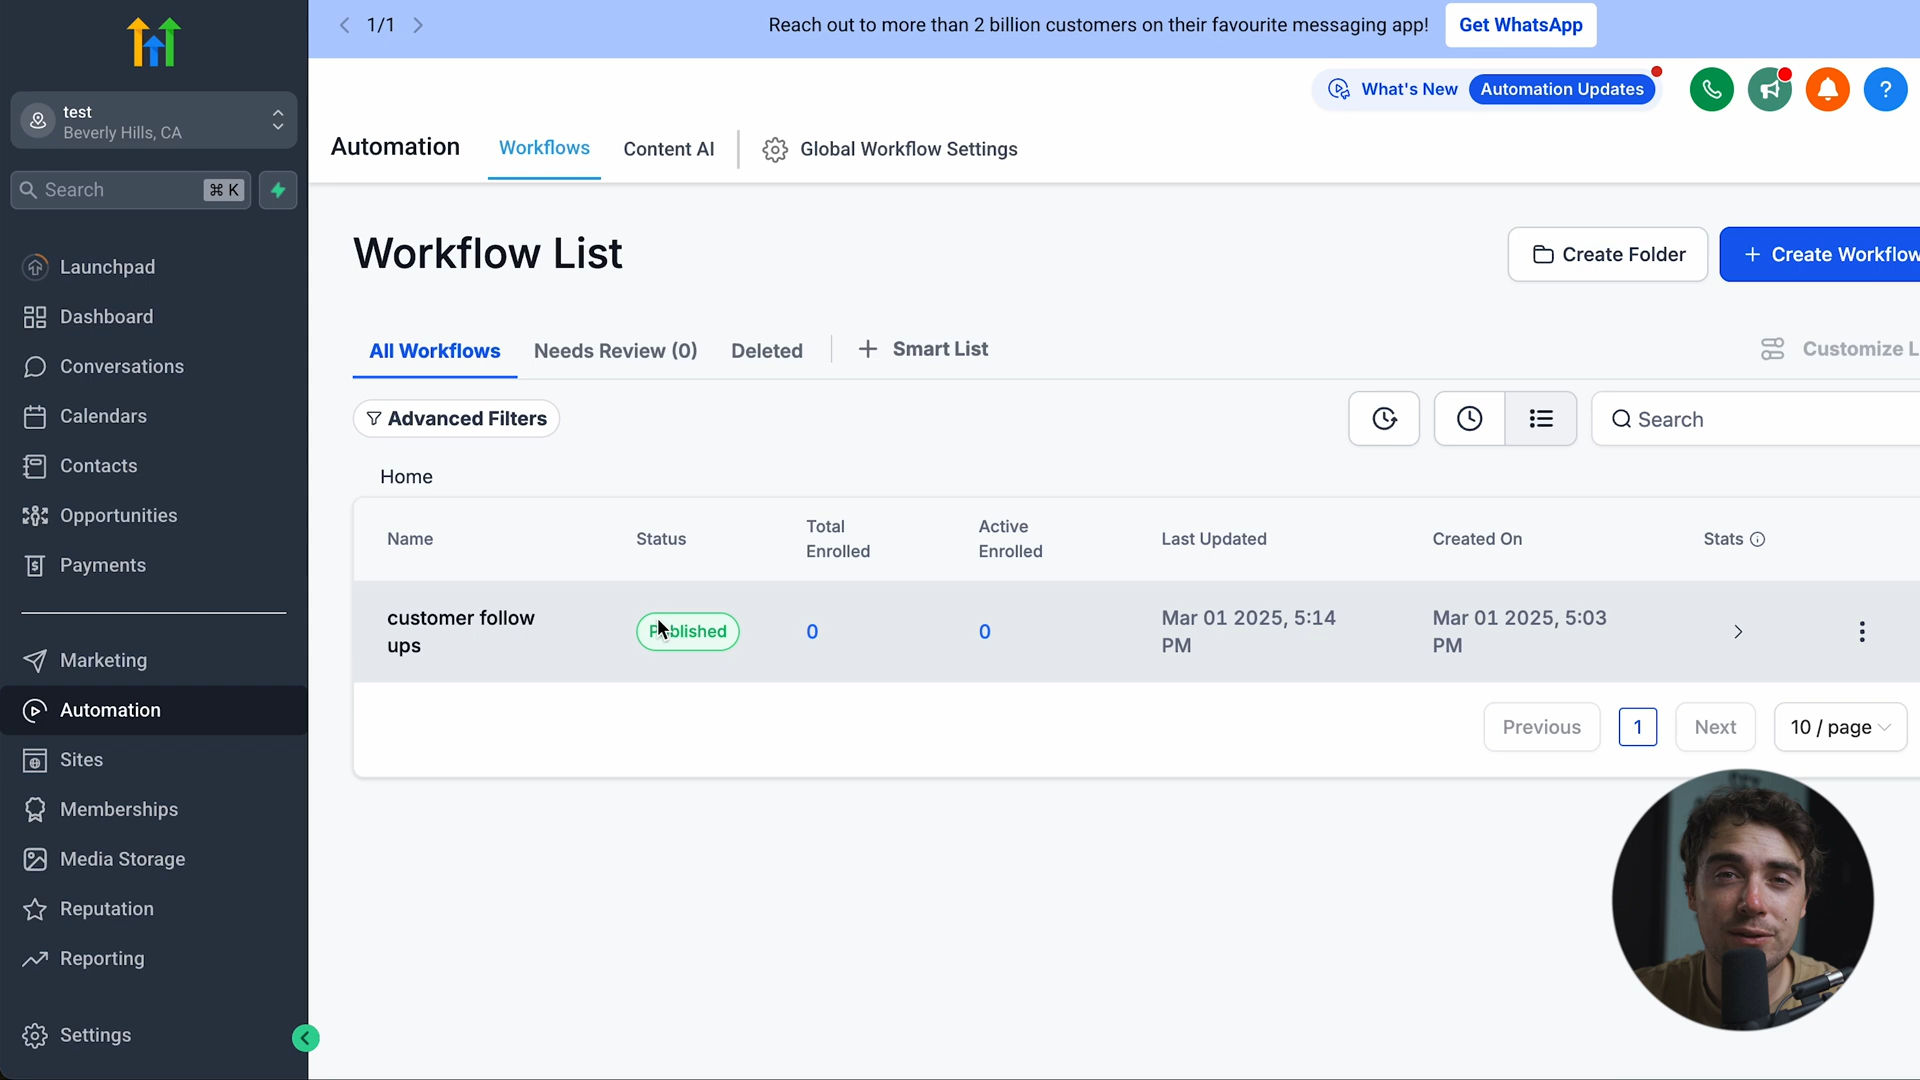 1/1
Reach out to more than 2 billion customers on their favourite messaging app!
Get WhatsApp
test
Beverly Hills, CA
Search
⌘ K
What's New
Automation Updates
?
Automation
Workflows
Content AI
Global Workflow Settings
Launchpad
Dashboard
Conversations
Calendars
Contacts
Opportunities
Payments
Marketing
Automation
Sites
Memberships
Media Storage
Reputation
Reporting
Settings
Workflow List
Create Folder
+ Create Workflow
All Workflows
Needs Review (0)
Deleted
+ Smart List
Customize L
Advanced Filters
Search
Home
Name
Status
Total
Enrolled
Active
Enrolled
Last Updated
Created On
Stats
customer follow
ups
Published
0
0
Mar 01 2025, 5:14
PM
Mar 01 2025, 5:03
PM
Previous
1
Next
10 / page